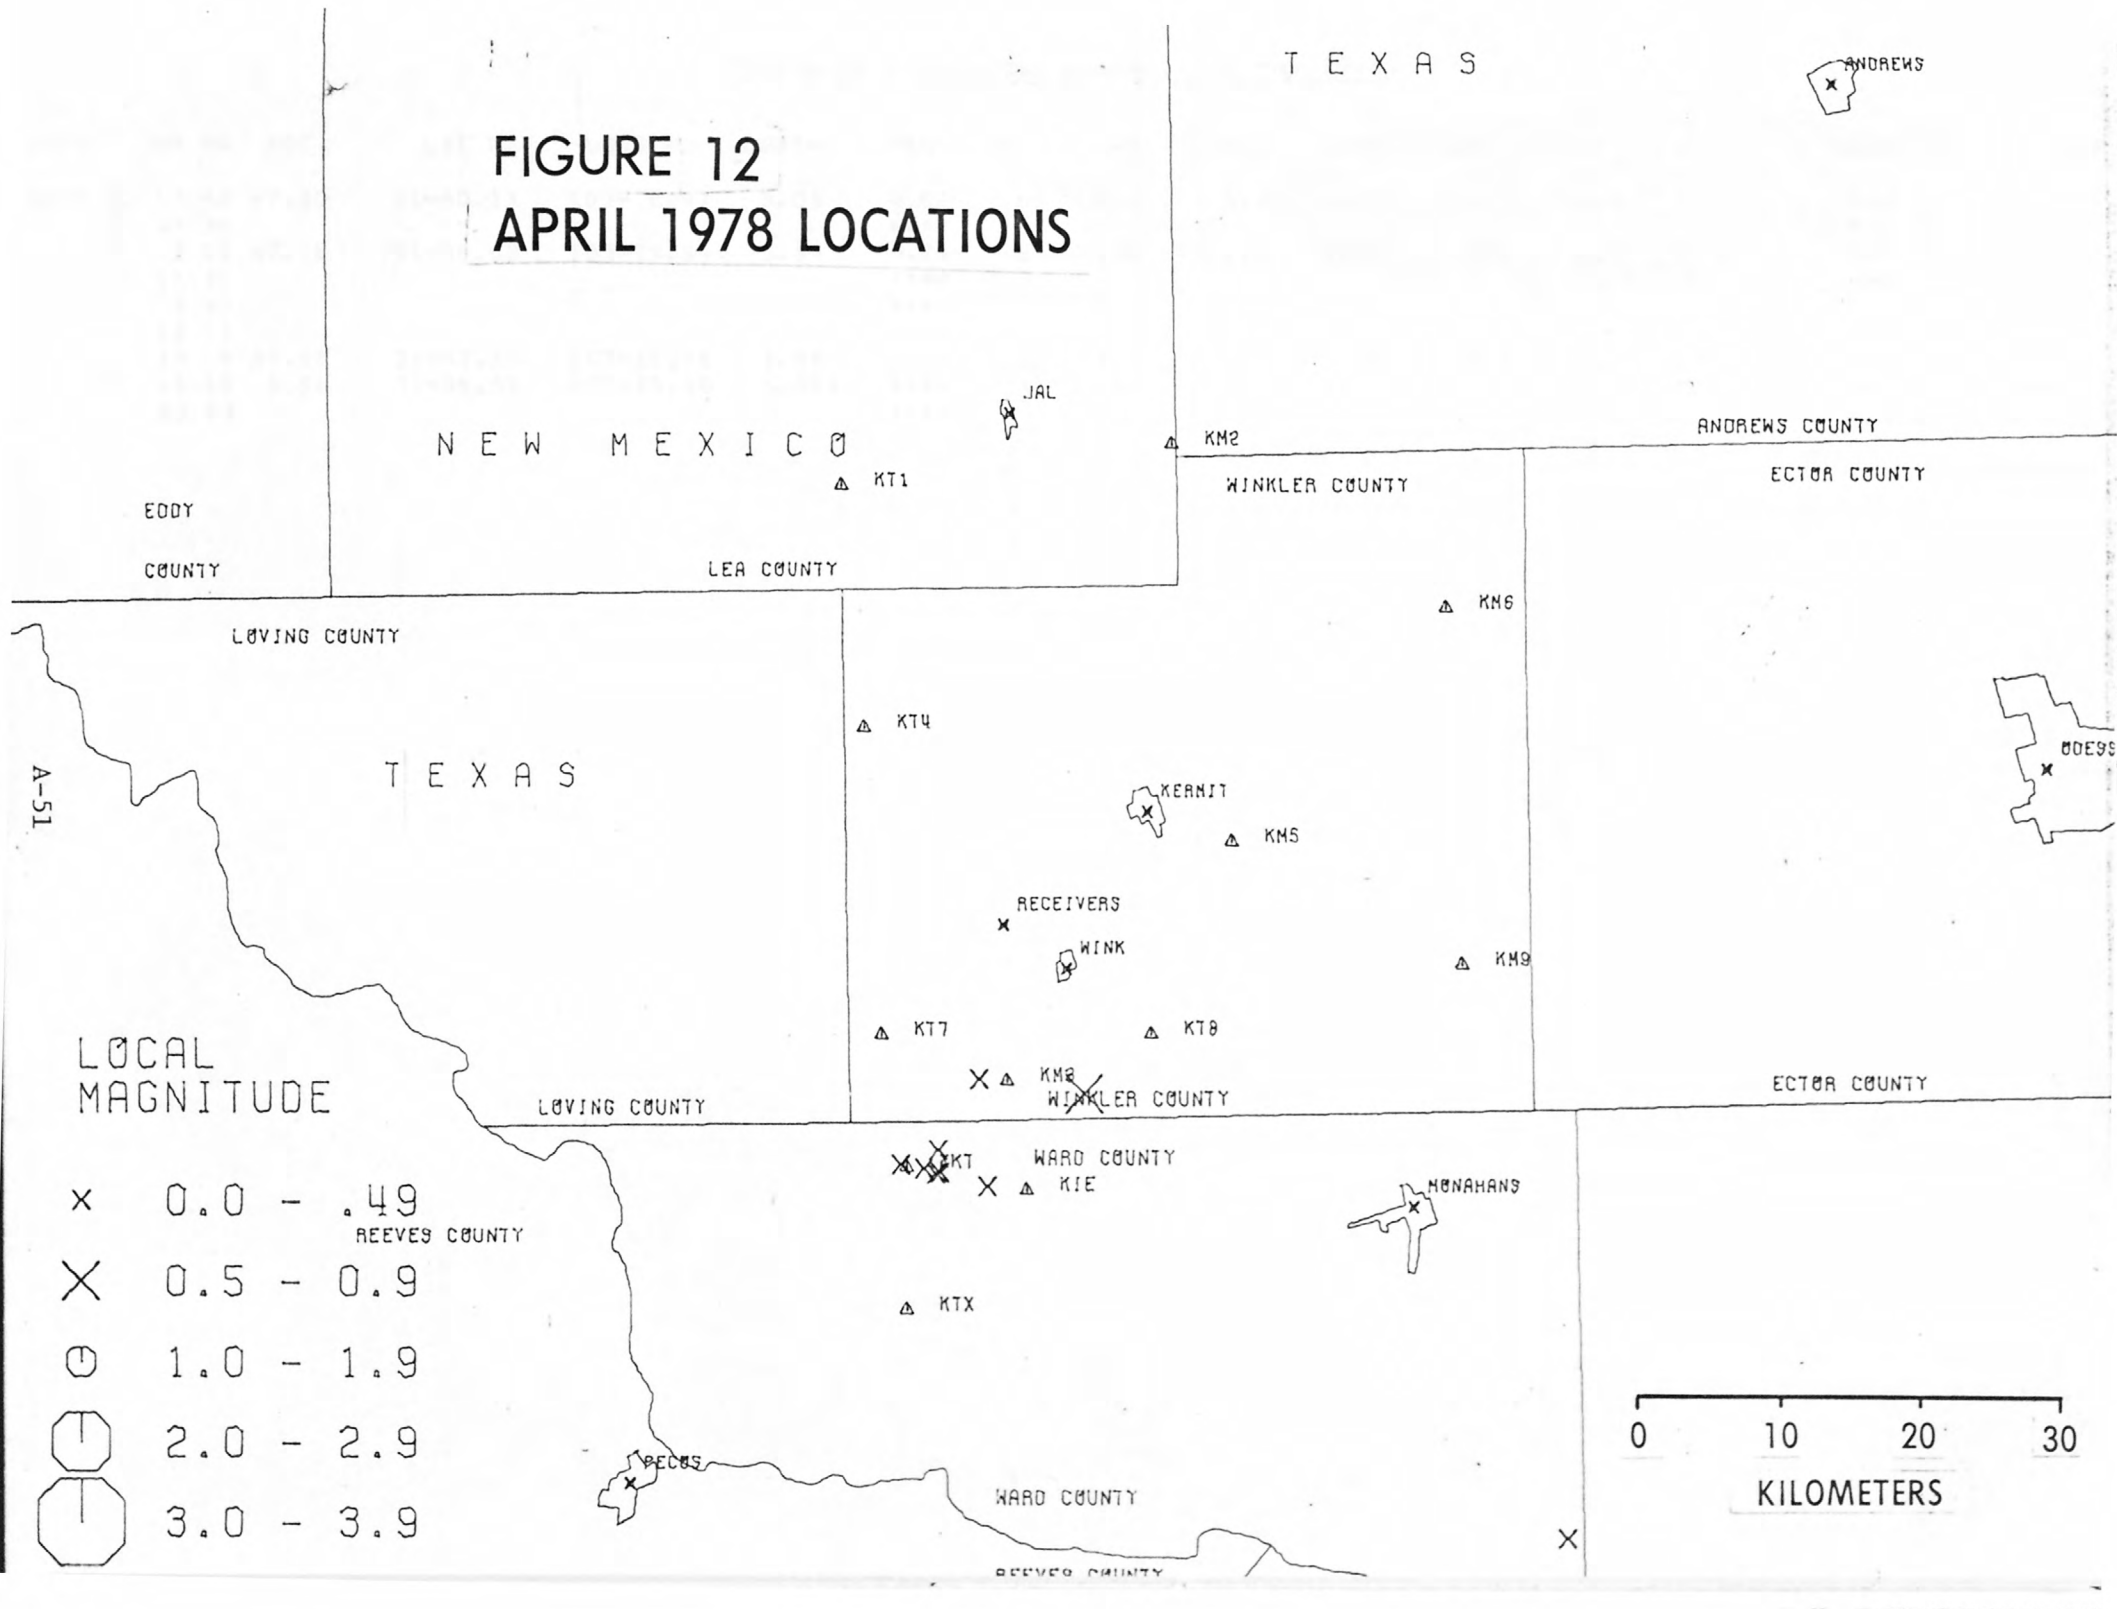 TEXAS
ANDREWS
FIGURE 12
APRIL 1978 LOCATIONS
JAL
NEW MEXICO
KM2
ANDREWS COUNTY
KT1
WINKLER COUNTY
ECTOR COUNTY
EDDY
COUNTY
LEA COUNTY
KM6
LOVING COUNTY
KT4
TEXAS
ODESS
A-51
KERMIT
KM5
RECEIVERS
WINK
KM9
KT7
KT8
LOCAL
MAGNITUDE
KM8
WINKLER COUNTY
ECTOR COUNTY
LOVING COUNTY
KT
WARD COUNTY
KIE
MONAHANS
0.0 - .49
REEVES COUNTY
0.5 - 0.9
KTX
1.0 - 1.9
2.0 - 2.9
3.0 - 3.9
0 10 20 30
KILOMETERS
PECOS
WARD COUNTY
REEVES COUNTY